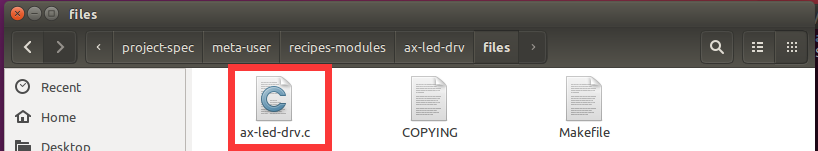 files
project-spec meta-user recipes-modules ax-led-drv files
Recent
Home
Desktop
ax-led-drv.c COPYING Makefile